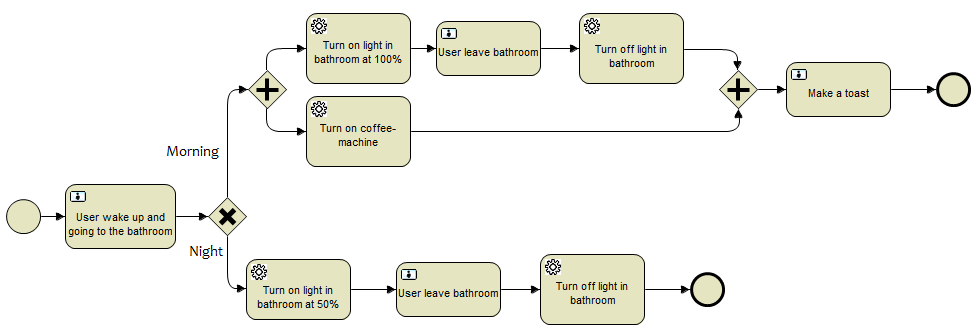 Turn on light in
bathroom at 100%
User leave bathroom
Turn off light in
bathroom
Make a toast
Turn on coffee-
machine
Morning
User wake up and
going to the bathroom
Night
Turn on light in
bathroom at 50%
User leave bathroom
Turn off light in
bathroom